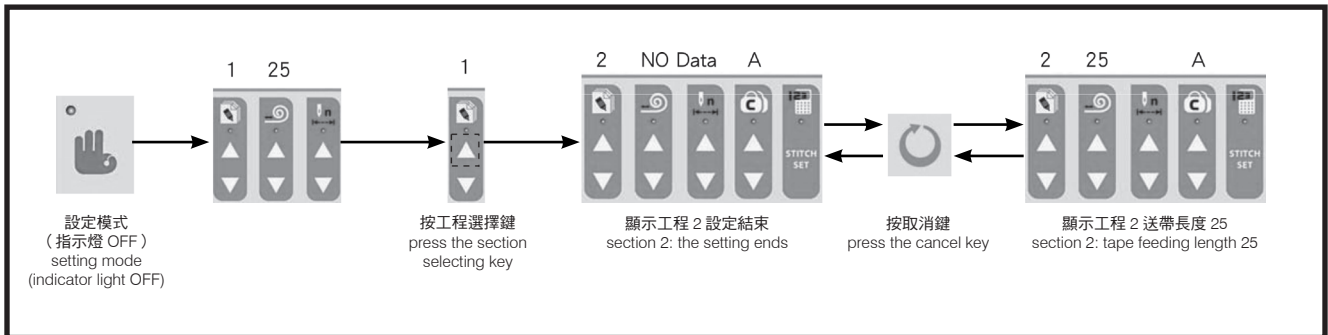 1 25
1
2 NO Data A
2 25 A
n
n
C
123
STITCH
SET
n
C
123
STITCH
SET
設定模式
( 指示燈 OFF )
setting mode
(indicator light OFF)
按工程選擇鍵
press the section
selecting key
顯示工程 2 設定結束
section 2: the setting ends
按取消鍵
press the cancel key
顯示工程 2 送帶長度 25
section 2: tape feeding length 25